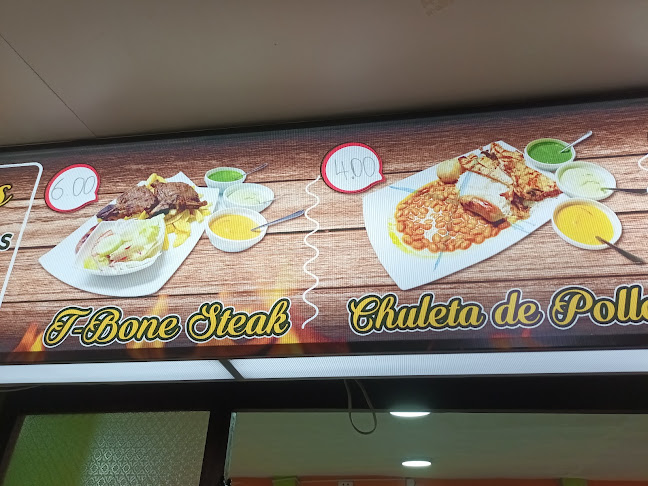 6.00
T-Bone Steak
4.00
Chuleta de Pollo